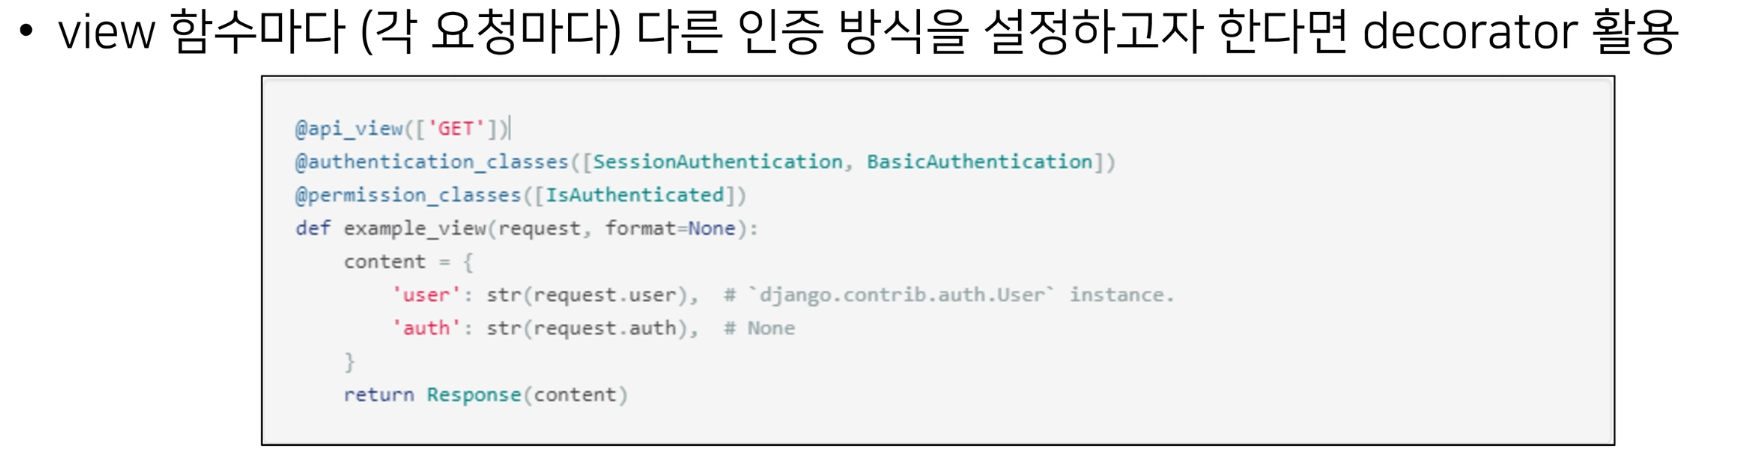 • view 함수마다 (각 요청마다) 다른 인증 방식을 설정하고자 한다면 decorator 활용
@api_view(['GET'])
@authentication_classes([SessionAuthentication, BasicAuthentication])
@permission_classes([IsAuthenticated])
def example_view(request, format=None):
    content = {
        'user': str(request.user),  # `django.contrib.auth.User` instance.
        'auth': str(request.auth),  # None
    }
    return Response(content)